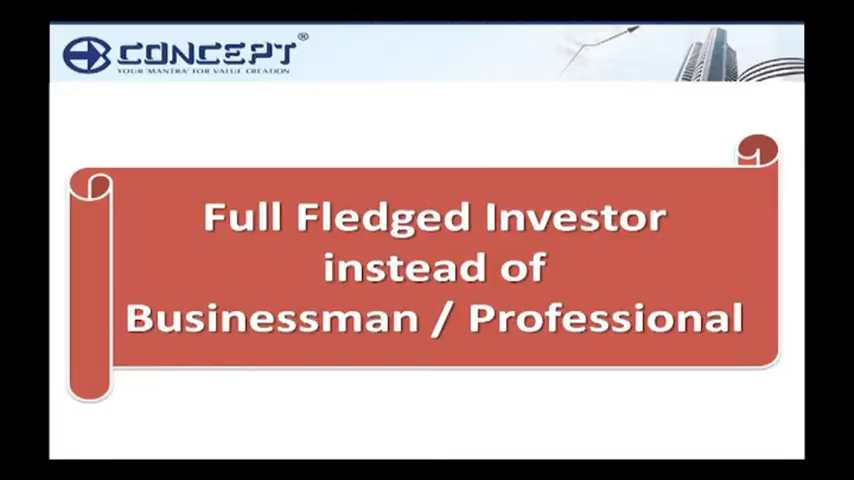 CONCEPT®
YOUR 'MANTRA' FOR VALUE CREATION
Full Fledged Investor
instead of
Businessman / Professional